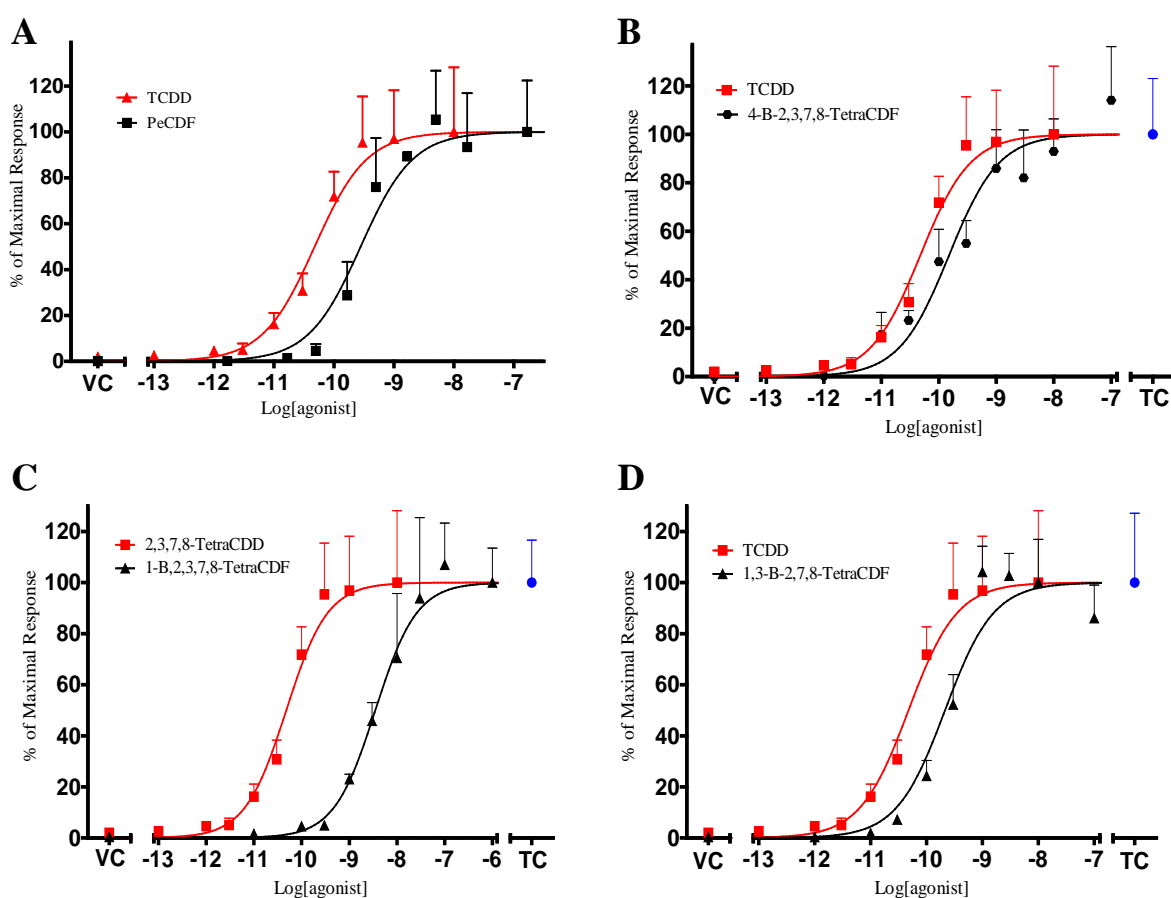 A
% of Maximal Response
120
100
80
60
40
20
0
TCDD
PeCDF
VC -13 -12 -11 -10 -9 -8 -7
Log[agonist]
B
% of Maximal Response
120
100
80
60
40
20
0
TCDD
4-B-2,3,7,8-TetraCDF
VC -13 -12 -11 -10 -9 -8 -7 TC
Log[agonist]
C
% of Maximal Response
120
100
80
60
40
20
0
2,3,7,8-TetraCDD
1-B,2,3,7,8-TetraCDF
VC -13 -12 -11 -10 -9 -8 -7 -6 TC
Log[agonist]
D
% of Maximal Response
120
100
80
60
40
20
0
TCDD
1,3-B-2,7,8-TetraCDF
VC -13 -12 -11 -10 -9 -8 -7 TC
Log[agonist]